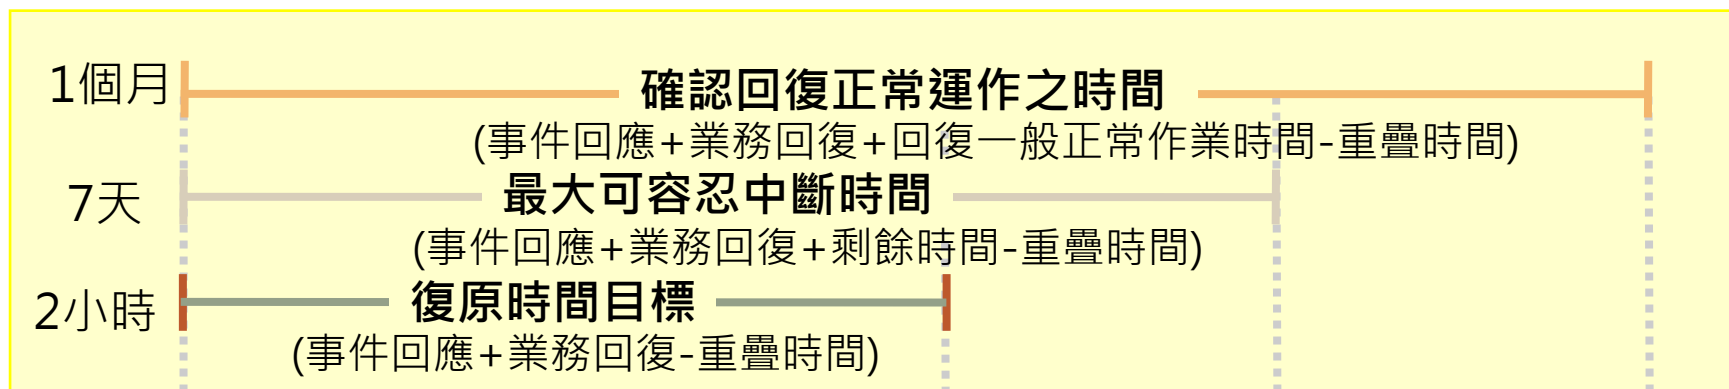 1個月
確認回復正常運作之時間
(事件回應+業務回復+回復一般正常作業時間-重疊時間)
7天
最大可容忍中斷時間
(事件回應+業務回復+剩餘時間-重疊時間)
2小時
復原時間目標
(事件回應+業務回復-重疊時間)